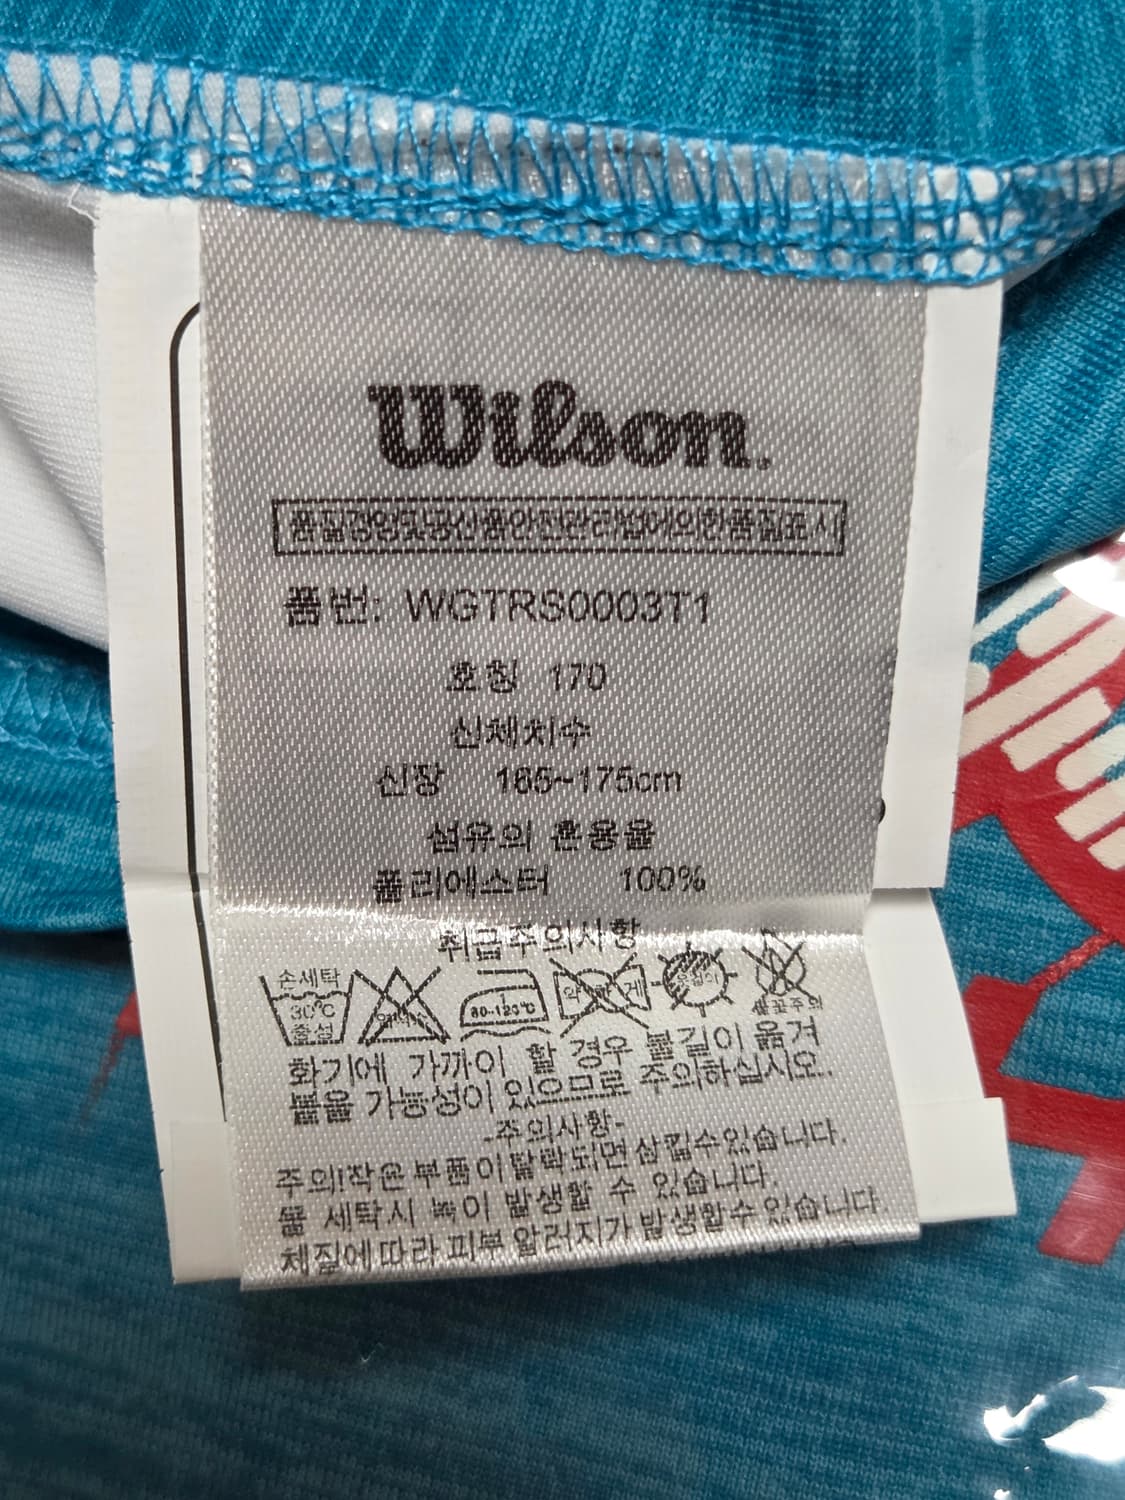 Wilson.
품질경영및공산품안전관리법에의한품질표시
품번: WGTRS0003T1
호칭 170
신체치수
신장 165~175cm
섬유의 혼용율
폴리에스터 100%
취급주의사항
손세탁
30℃
중성
80-120℃
화기에 가까이 할 경우 불길이 옮겨
붙을 가능성이 있으므로 주의하십시오.
-주의사항-
주의!작은부품이탈락되면삼킬수있습니다.
물 세탁시 녹이 발생할 수 있습니다.
체질에따라피부알러지가발생할수있습니다.